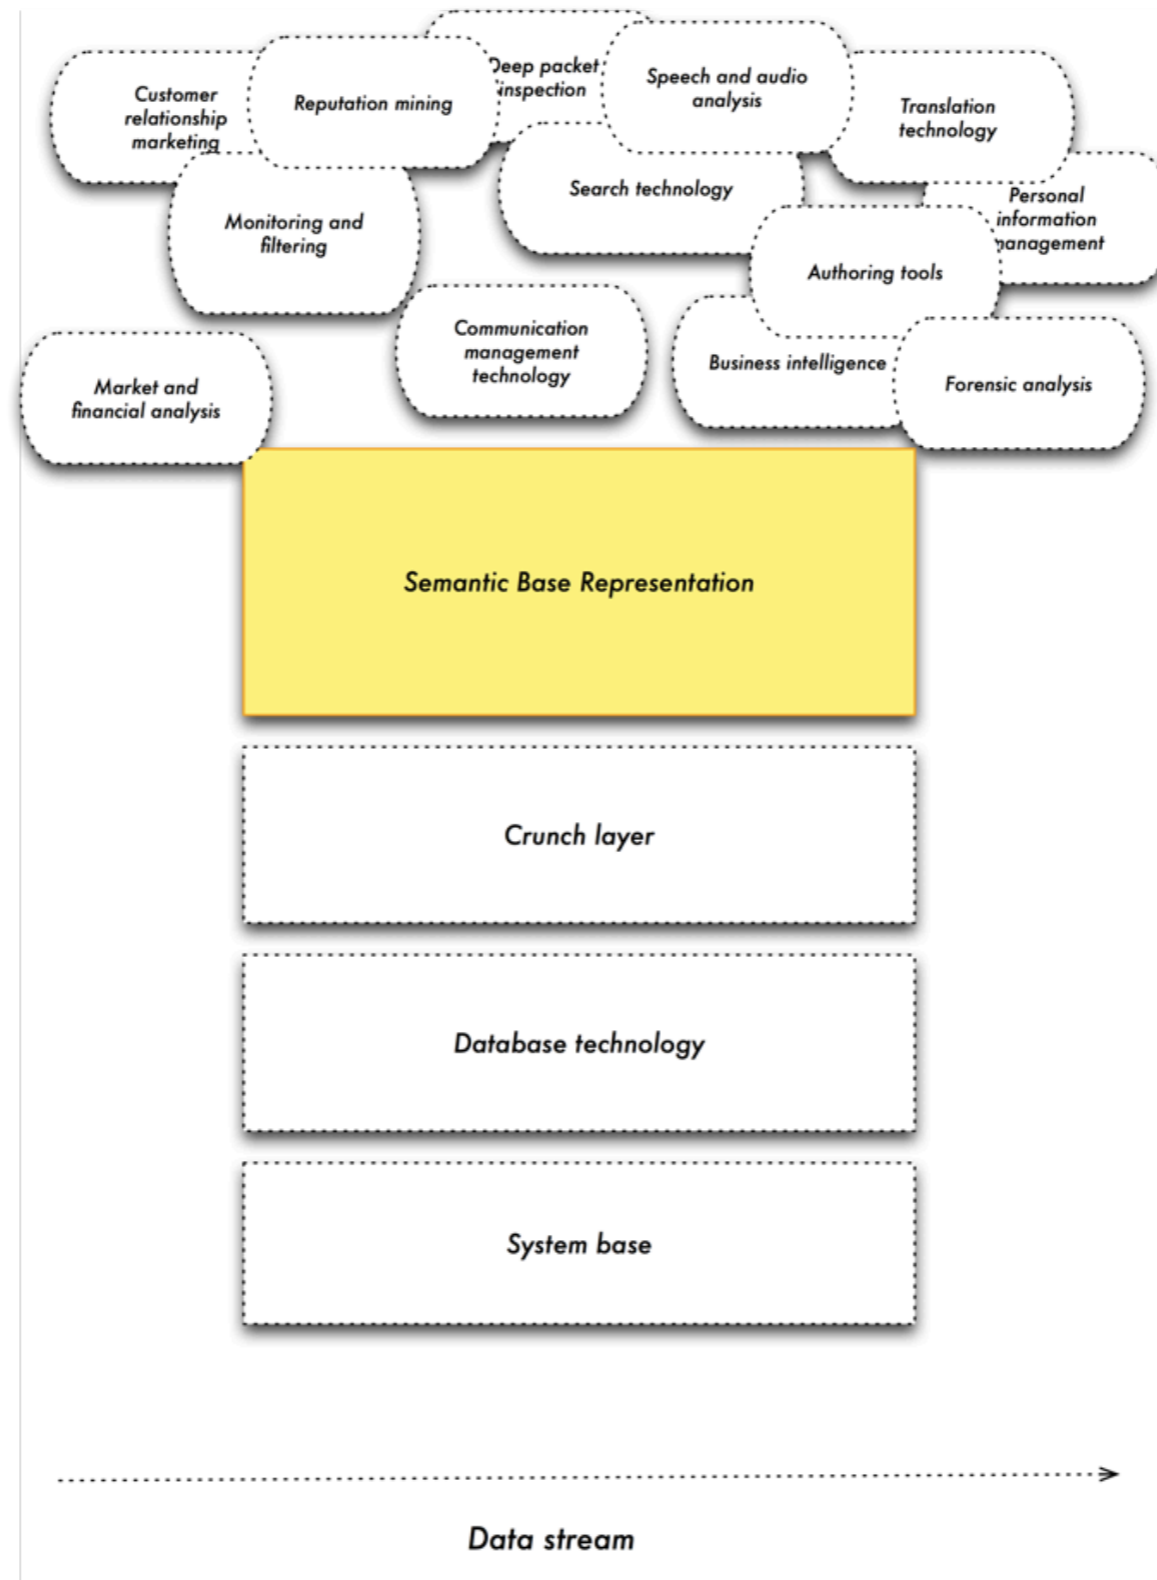 Customer
relationship
marketing
Reputation mining
Deep packet
inspection
Speech and audio
analysis
Translation
technology
Monitoring and
filtering
Search technology
Personal
information
management
Authoring tools
Communication
management
technology
Business intelligence
Forensic analysis
Market and
financial analysis
Semantic Base Representation
Crunch layer
Database technology
System base
Data stream